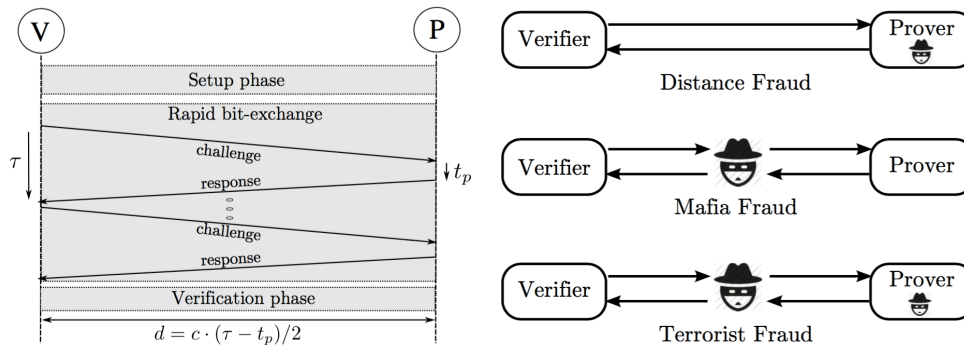 V
P
Setup phase
Rapid bit-exchange
challenge
τ
t_p
response
challenge
response
Verification phase
d = c · (τ − t_p)/2
Verifier
Prover
Distance Fraud
Verifier
Prover
Mafia Fraud
Verifier
Prover
Terrorist Fraud